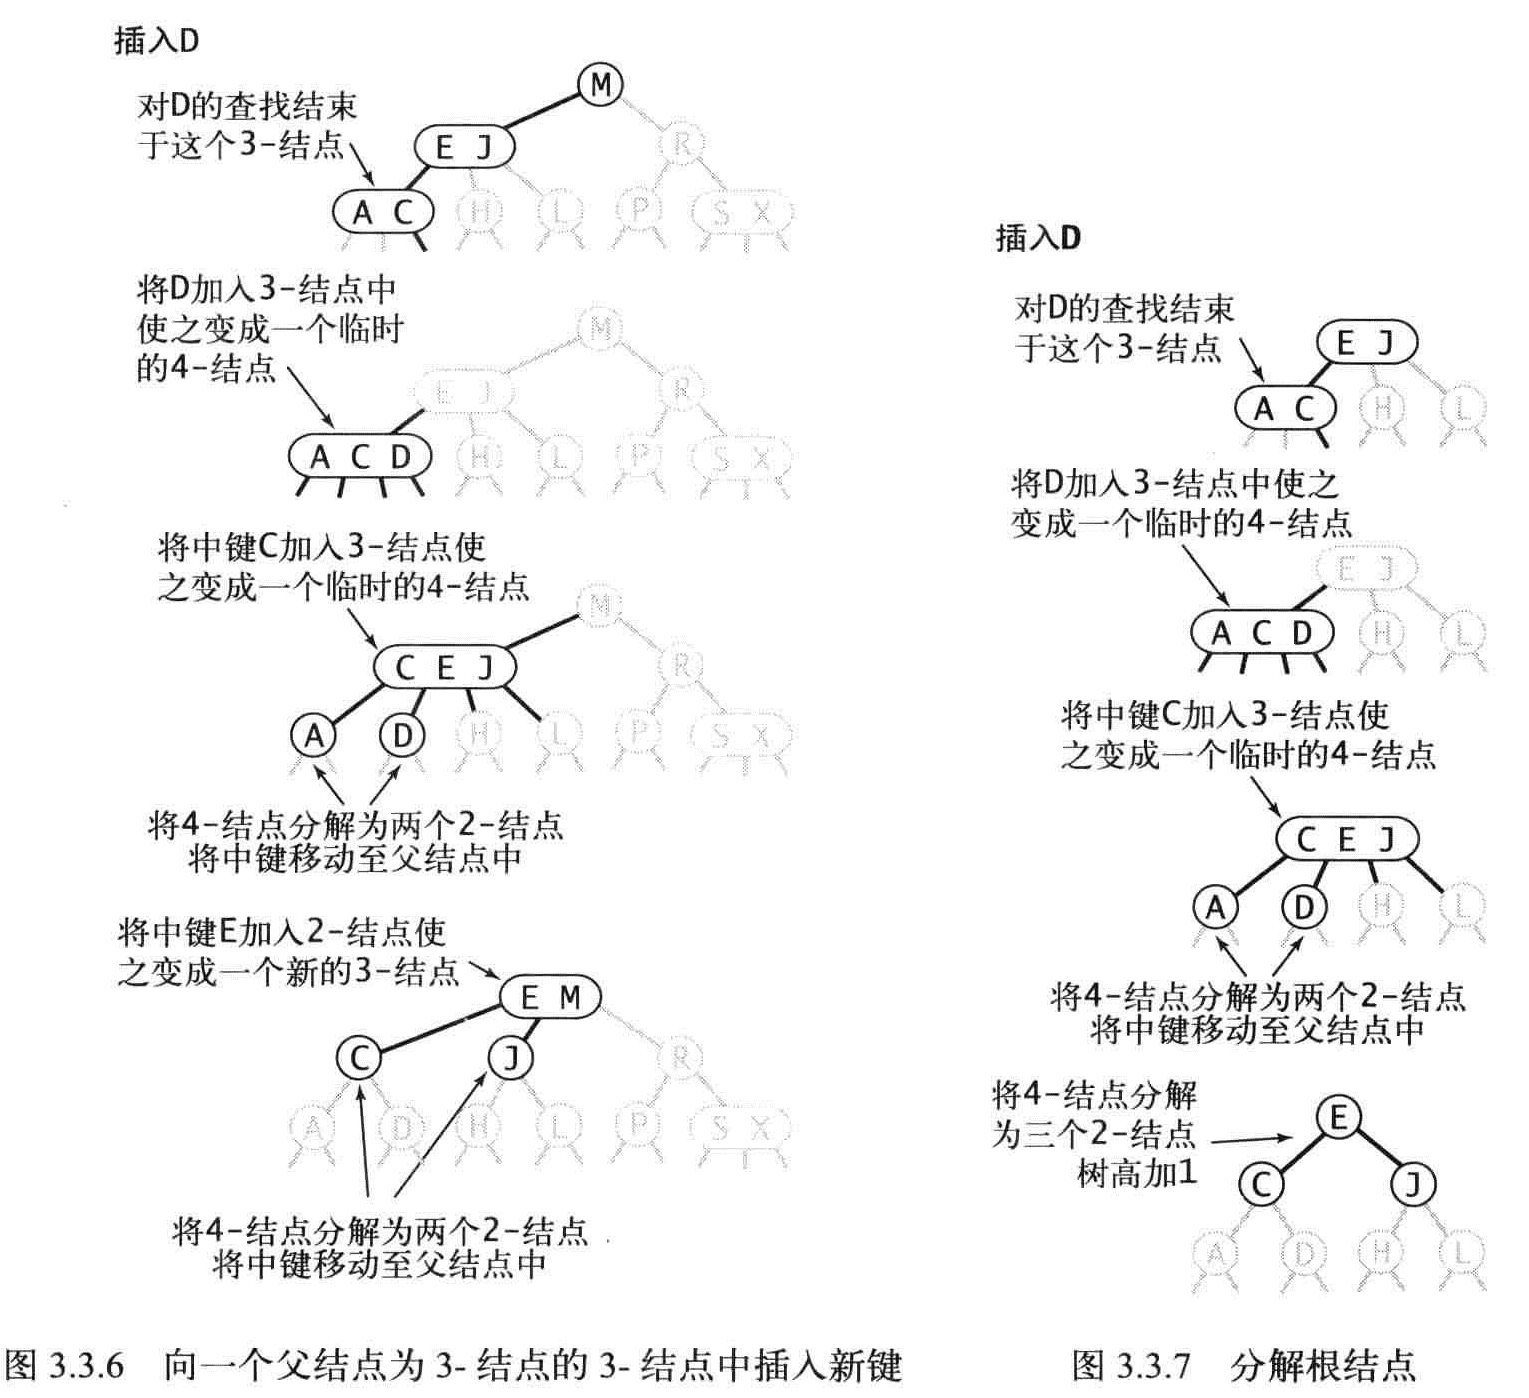 插入D
对D的查找结束
于这个3-结点
M
E J
R
A C
H
L
P
S X
将D加入3-结点中
使之变成一个临时
的4-结点
M
E J
R
A C D
H
L
P
S X
将中键C加入3-结点使
之变成一个临时的4-结点
M
C E J
R
A
D
H
L
P
S X
将4-结点分解为两个2-结点
将中键移动至父结点中
将中键E加入2-结点使
之变成一个新的3-结点
E M
C
J
R
A
D
H
L
P
S X
将4-结点分解为两个2-结点
将中键移动至父结点中
图 3.3.6 向一个父结点为 3- 结点的 3- 结点中插入新键
插入D
对D的查找结束
于这个3-结点
E J
A C
H
L
将D加入3-结点中使之
变成一个临时的4-结点
E J
A C D
H
L
将中键C加入3-结点使
之变成一个临时的4-结点
C E J
A
D
H
L
将4-结点分解为两个2-结点
将中键移动至父结点中
将4-结点分解
为三个2-结点
树高加1
E
C
J
A
D
H
L
图 3.3.7 分解根结点